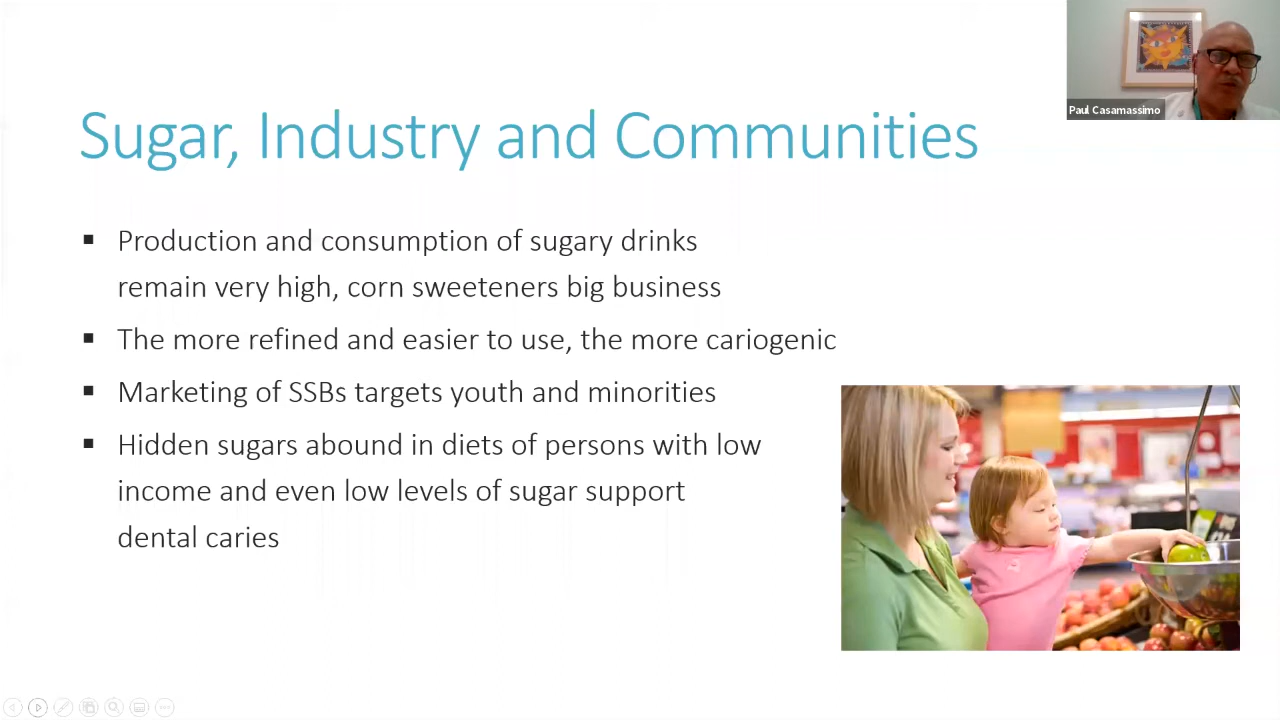 Paul Casamassimo
Sugar, Industry and Communities
▪ Production and consumption of sugary drinks
remain very high, corn sweeteners big business
▪ The more refined and easier to use, the more cariogenic
▪ Marketing of SSBs targets youth and minorities
▪ Hidden sugars abound in diets of persons with low
income and even low levels of sugar support
dental caries